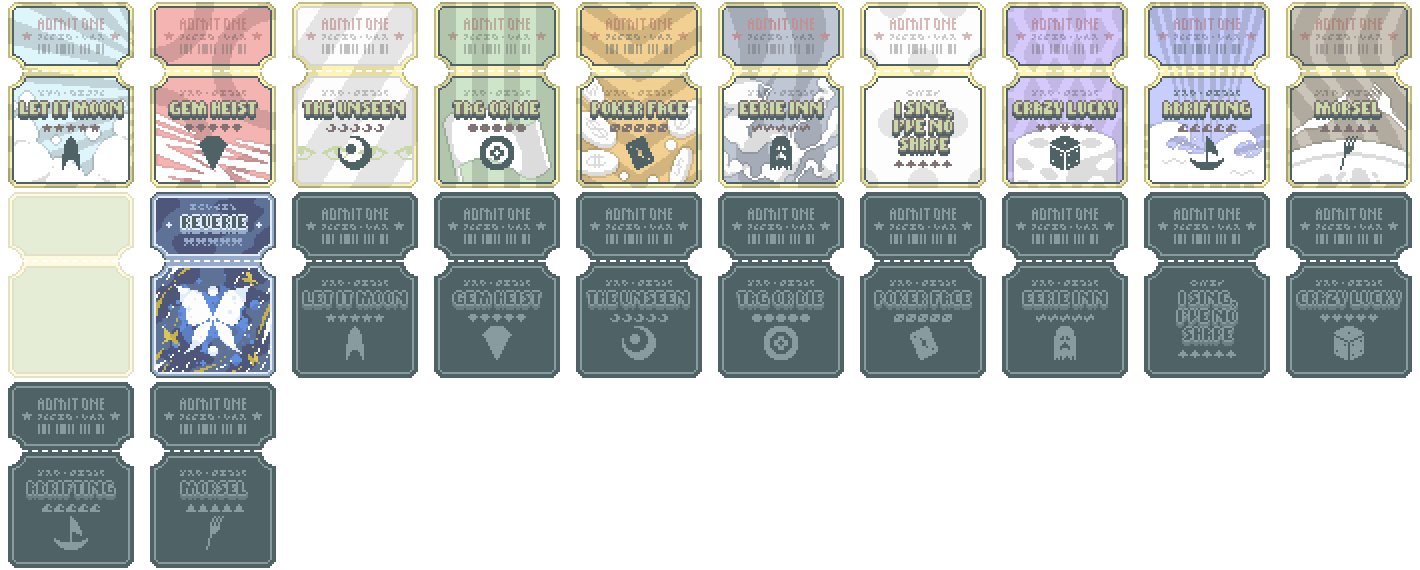 ADMIT ONE
LET IT MOON
ADMIT ONE
GEM HEIST
ADMIT ONE
THE UNSEEN
ADMIT ONE
TAG OR DIE
ADMIT ONE
POKER FACE
ADMIT ONE
EERIE INN
ADMIT ONE
I SING,
I'VE NO
SHAPE
ADMIT ONE
CRAZY LUCKY
ADMIT ONE
ADRIFTING
ADMIT ONE
MORSEL
REVERIE
ADMIT ONE
LET IT MOON
ADMIT ONE
GEM HEIST
ADMIT ONE
THE UNSEEN
ADMIT ONE
TAG OR DIE
ADMIT ONE
POKER FACE
ADMIT ONE
EERIE INN
ADMIT ONE
I SING,
I'VE NO
SHAPE
ADMIT ONE
CRAZY LUCKY
ADMIT ONE
ADRIFTING
ADMIT ONE
MORSEL